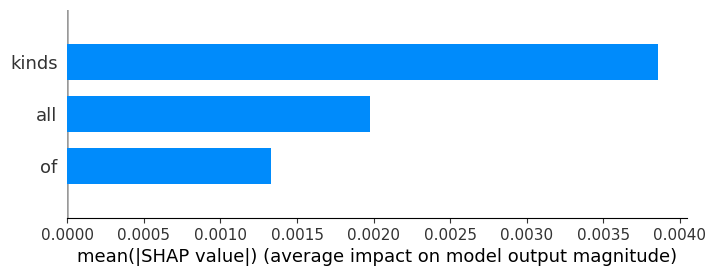 kinds
all
of
0.0000 0.0005 0.0010 0.0015 0.0020 0.0025 0.0030 0.0035 0.0040
mean(|SHAP value|) (average impact on model output magnitude)